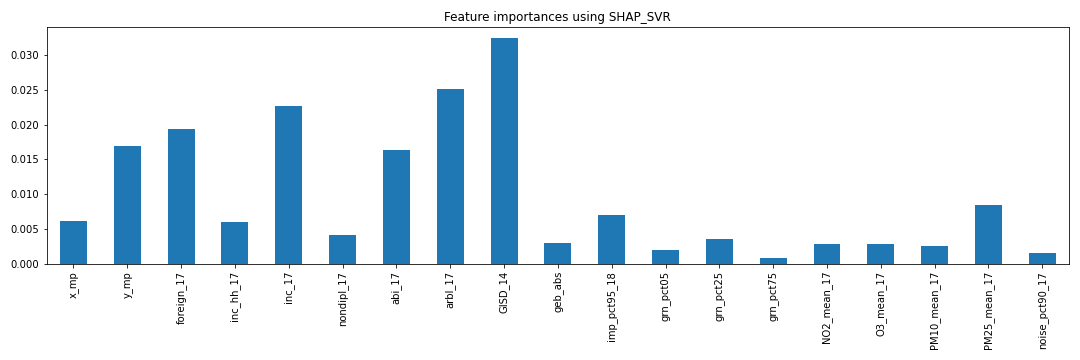 Feature importances using SHAP_SVR
0.030
0.025
0.020
0.015
0.010
0.005
0.000
x_mp
y_mp
foreign_17
inc_hh_17
inc_17
nondipl_17
abi_17
arbl_17
GISD_14
geb_abs
imp_pct95_18
grn_pct05
grn_pct25
grn_pct75
NO2_mean_17
O3_mean_17
PM10_mean_17
PM25_mean_17
noise_pct90_17